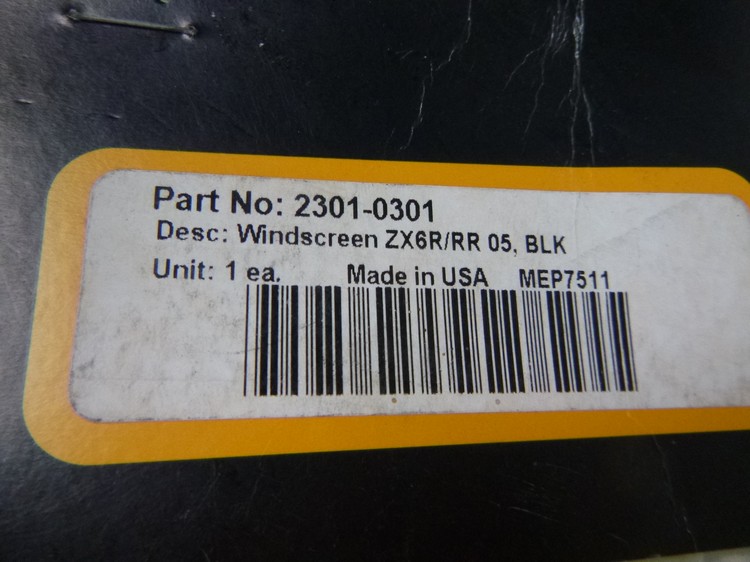 Part No: 2301-0301
Desc: Windscreen ZX6R/RR 05, BLK
Unit: 1 ea. Made in USA MEP7511